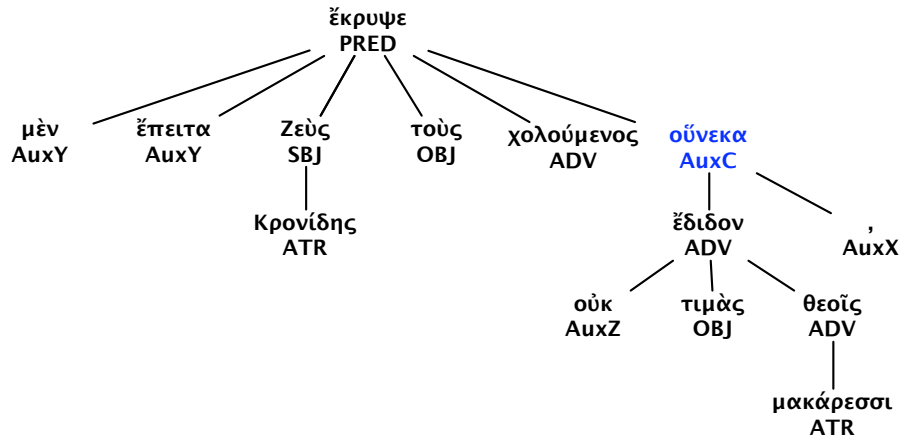 ἔκρυψε
PRED
μὲν
AuxY
ἔπειτα
AuxY
Ζεὺς
SBJ
τοὺς
OBJ
χολούμενος
ADV
οὕνεκα
AuxC
Κρονίδης
ATR
ἔδιδον
ADV
,
AuxX
οὐκ
AuxZ
τιμὰς
OBJ
θεοῖς
ADV
μακάρεσσι
ATR